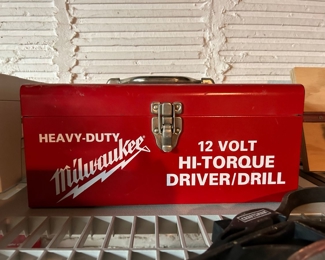 HEAVY-DUTY
Milwaukee
12 VOLT
HI-TORQUE
DRIVER/DRILL